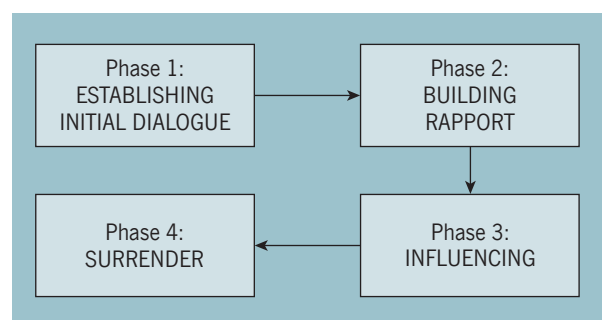 Phase 1:
ESTABLISHING
INITIAL DIALOGUE
Phase 2:
BUILDING
RAPPORT
Phase 3:
INFLUENCING
Phase 4:
SURRENDER